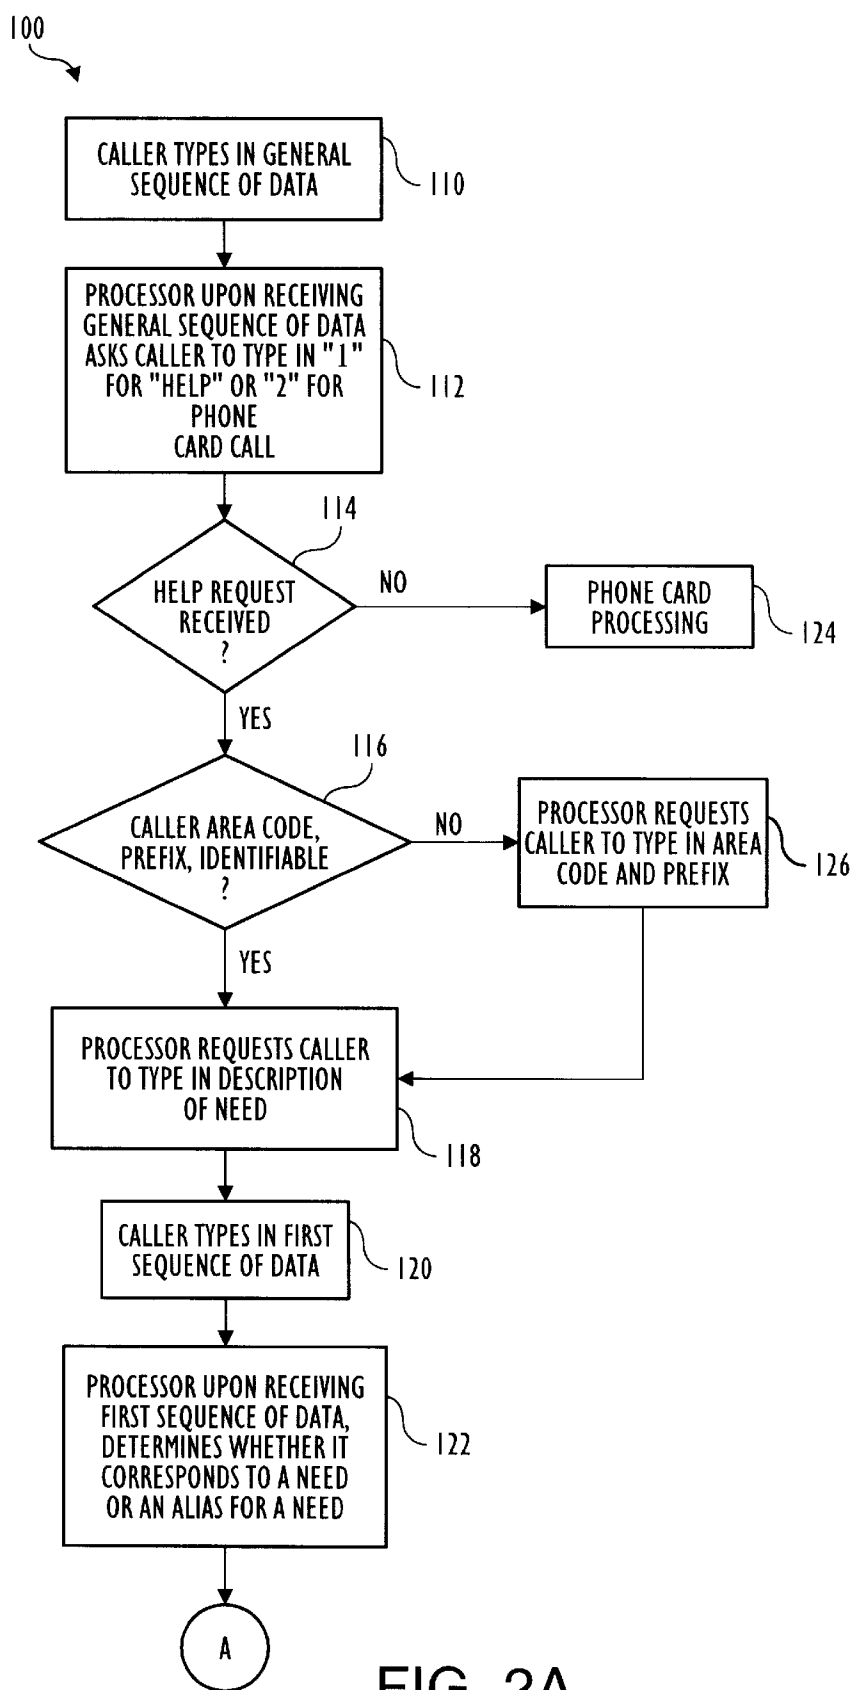 100
CALLER TYPES IN GENERAL
SEQUENCE OF DATA
110
PROCESSOR UPON RECEIVING
GENERAL SEQUENCE OF DATA
ASKS CALLER TO TYPE IN "1"
FOR "HELP" OR "2" FOR
PHONE
CARD CALL
112
114
HELP REQUEST
RECEIVED
?
NO
PHONE CARD
PROCESSING
124
YES
116
CALLER AREA CODE,
PREFIX, IDENTIFIABLE
?
NO
PROCESSOR REQUESTS
CALLER TO TYPE IN AREA
CODE AND PREFIX
126
YES
PROCESSOR REQUESTS CALLER
TO TYPE IN DESCRIPTION
OF NEED
118
CALLER TYPES IN FIRST
SEQUENCE OF DATA
120
PROCESSOR UPON RECEIVING
FIRST SEQUENCE OF DATA,
DETERMINES WHETHER IT
CORRESPONDS TO A NEED
OR AN ALIAS FOR A NEED
122
A
FIG. 2A